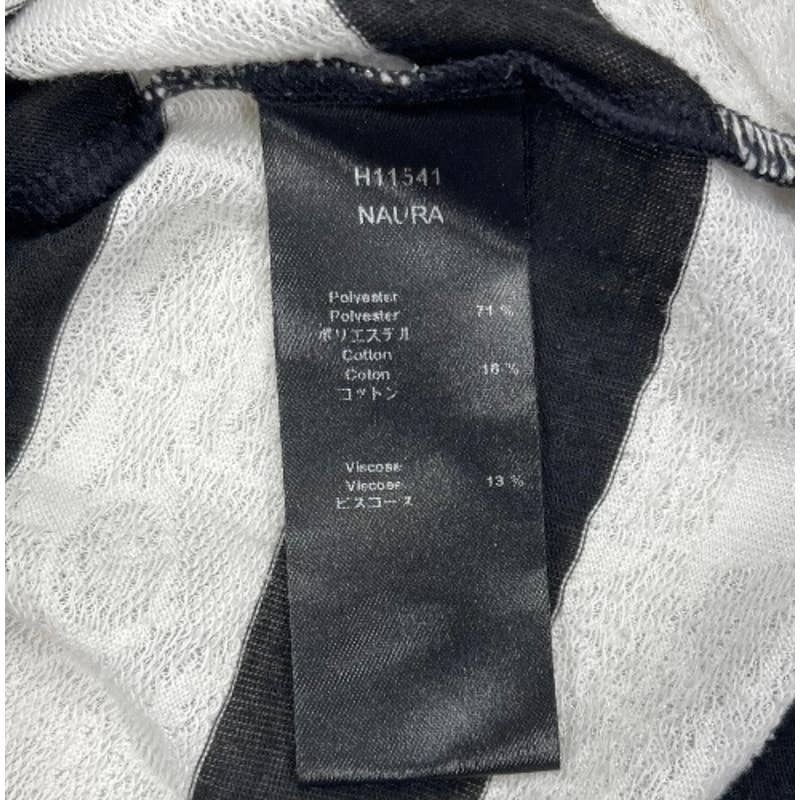 H11541
NAURA
Polyester
Polyester 71 %
ポリエステル
Cotton
Coton 16 %
コットン
Viscose
Viscose 13 %
ビスコース